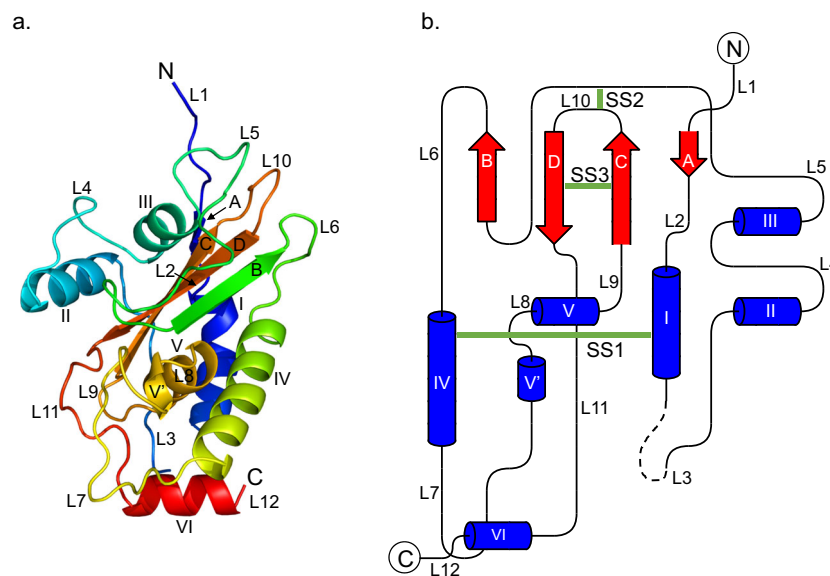 a.
N
L1
L5
L10
L4
III
A
L6
C
D
L2
B
I
II
V
IV
L8
V'
L9
L11
L3
C
L7
L12
VI
b.
N
L1
L10
SS2
L6
B
D
C
A
L5
SS3
III
L2
L9
L8
V
I
II
SS1
IV
V'
L11
L3
L7
VI
C
L12